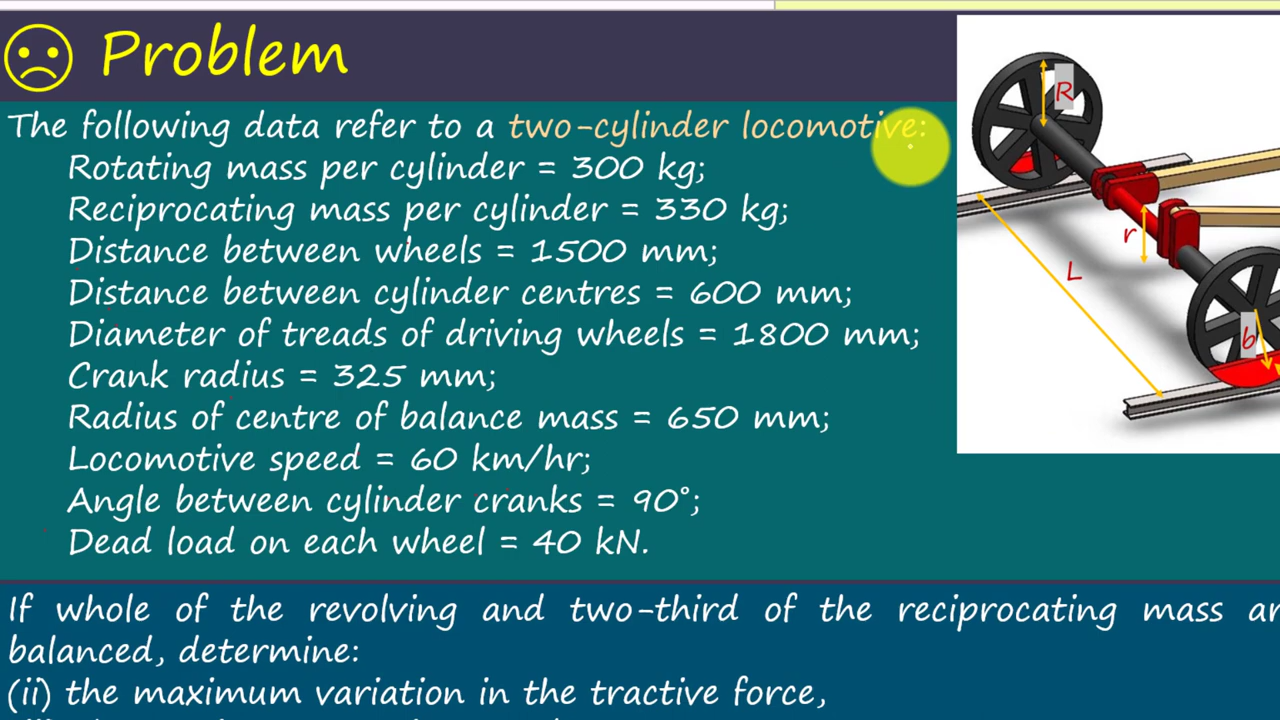 Problem
The following data refer to a two-cylinder locomotive:
Rotating mass per cylinder = 300 kg;
Reciprocating mass per cylinder = 330 kg;
Distance between wheels = 1500 mm;
Distance between cylinder centres = 600 mm;
Diameter of treads of driving wheels = 1800 mm;
Crank radius = 325 mm;
Radius of centre of balance mass = 650 mm;
Locomotive speed = 60 km/hr;
Angle between cylinder cranks = 90°;
Dead load on each wheel = 40 kN.
R
r
L
b
If whole of the revolving and two-third of the reciprocating mass
balanced, determine:
(ii) the maximum variation in the tractive force,